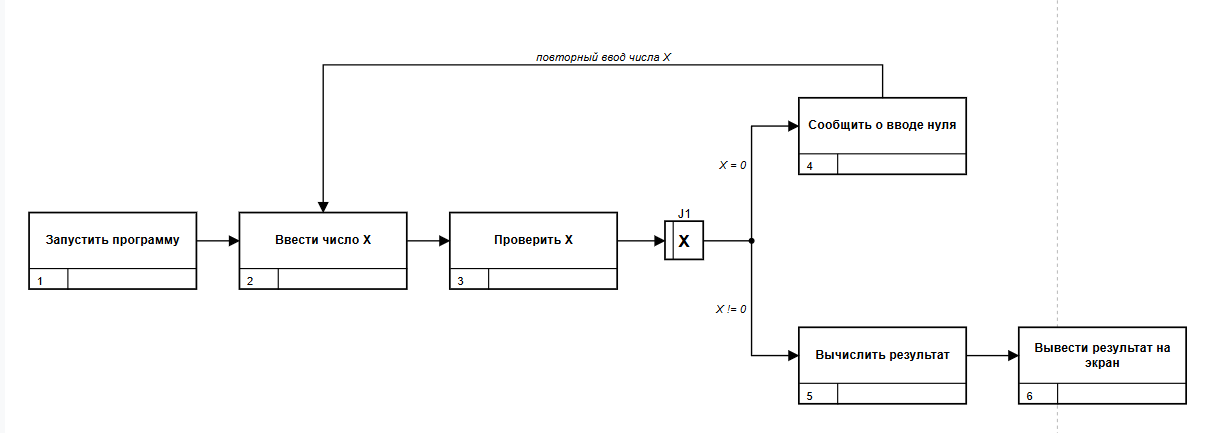 повторный ввод числа X
Сообщить о вводе нуля
4
X = 0
J1
Запустить программу
1
Ввести число X
2
Проверить X
3
X
X != 0
Вычислить результат
5
Вывести результат на
экран
6